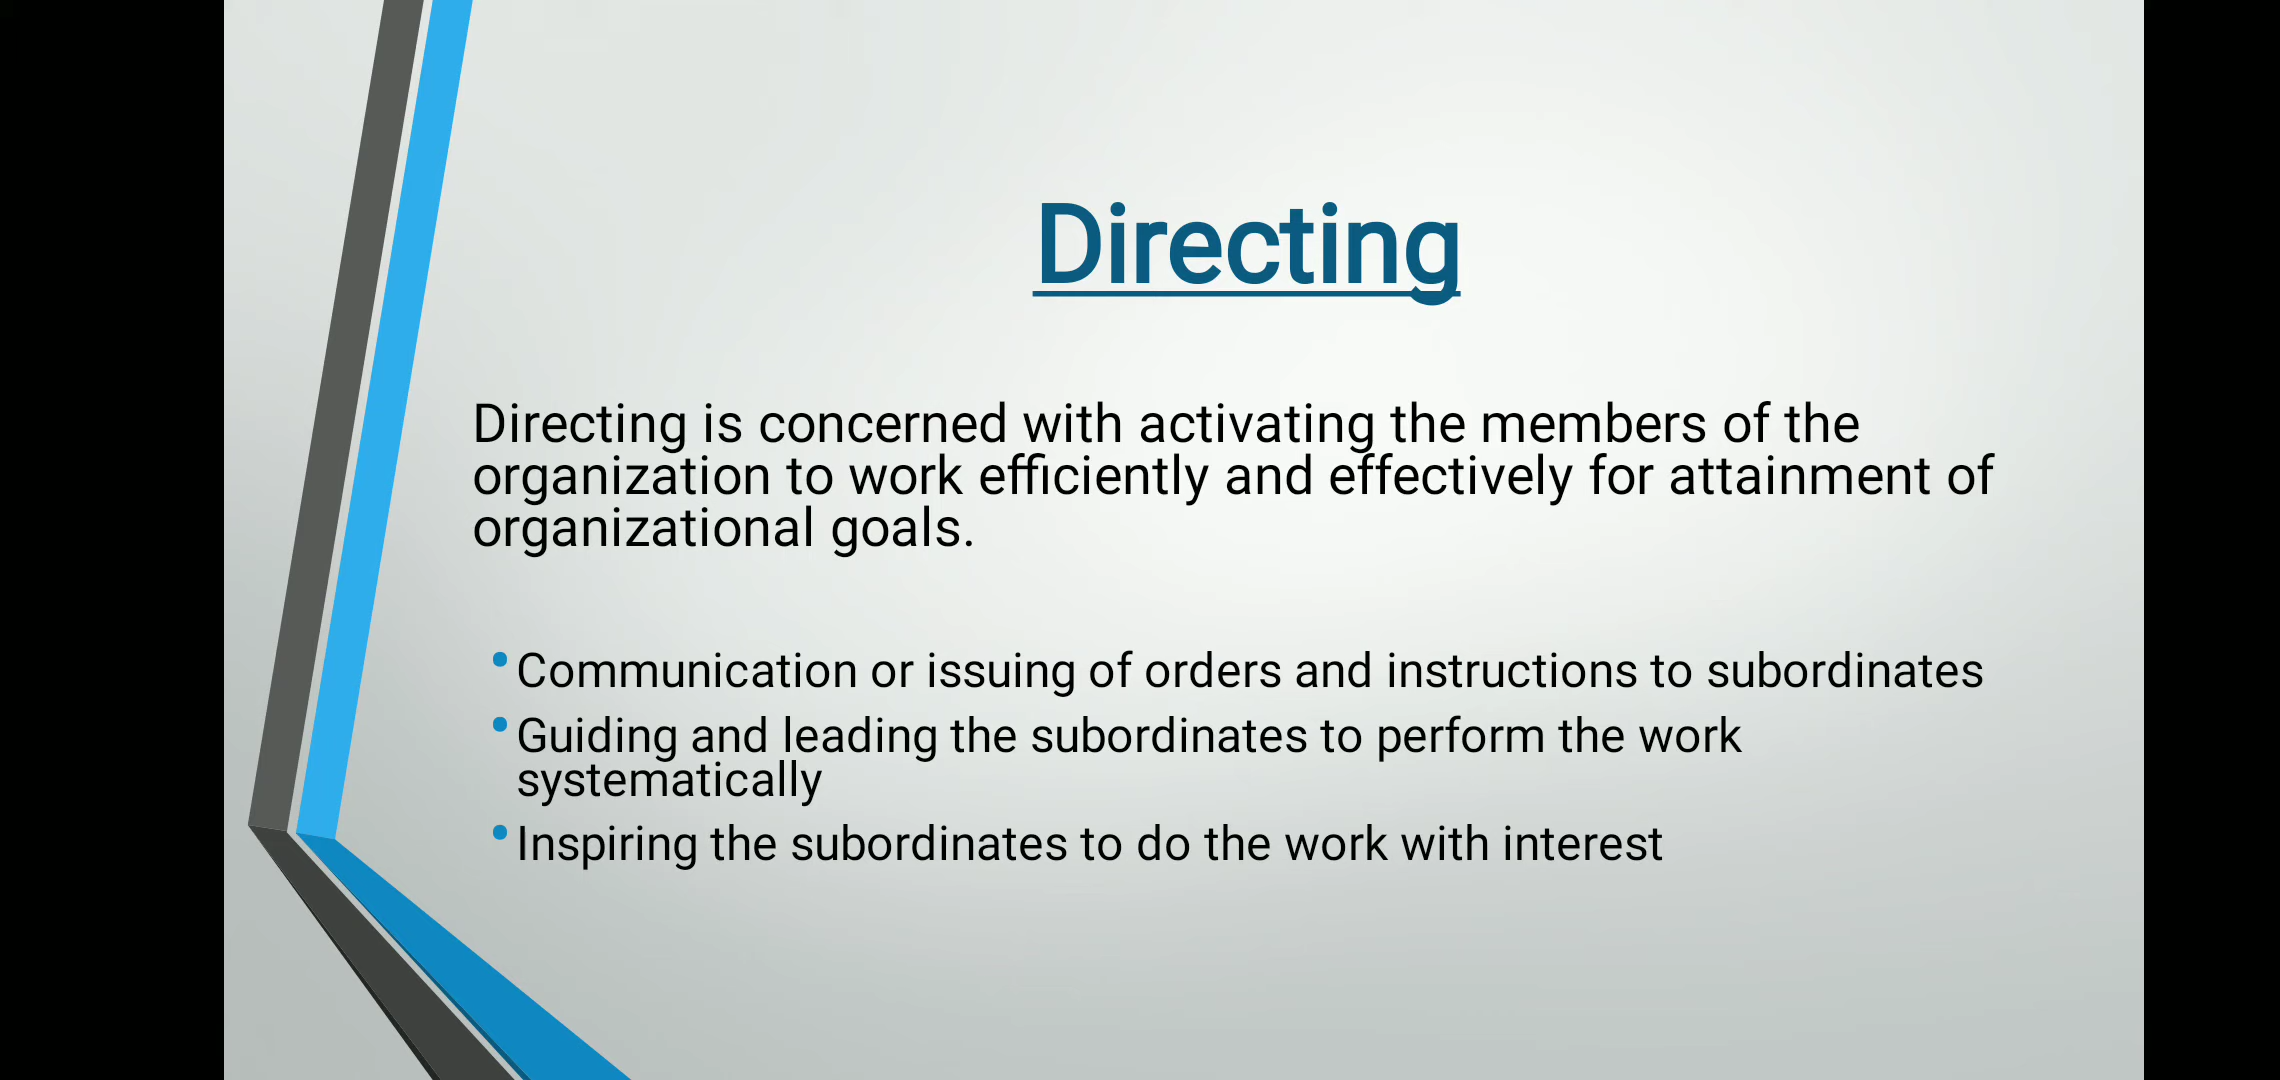 Directing
Directing is concerned with activating the members of the
organization to work efficiently and effectively for attainment of
organizational goals.
• Communication or issuing of orders and instructions to subordinates
• Guiding and leading the subordinates to perform the work
systematically
• Inspiring the subordinates to do the work with interest